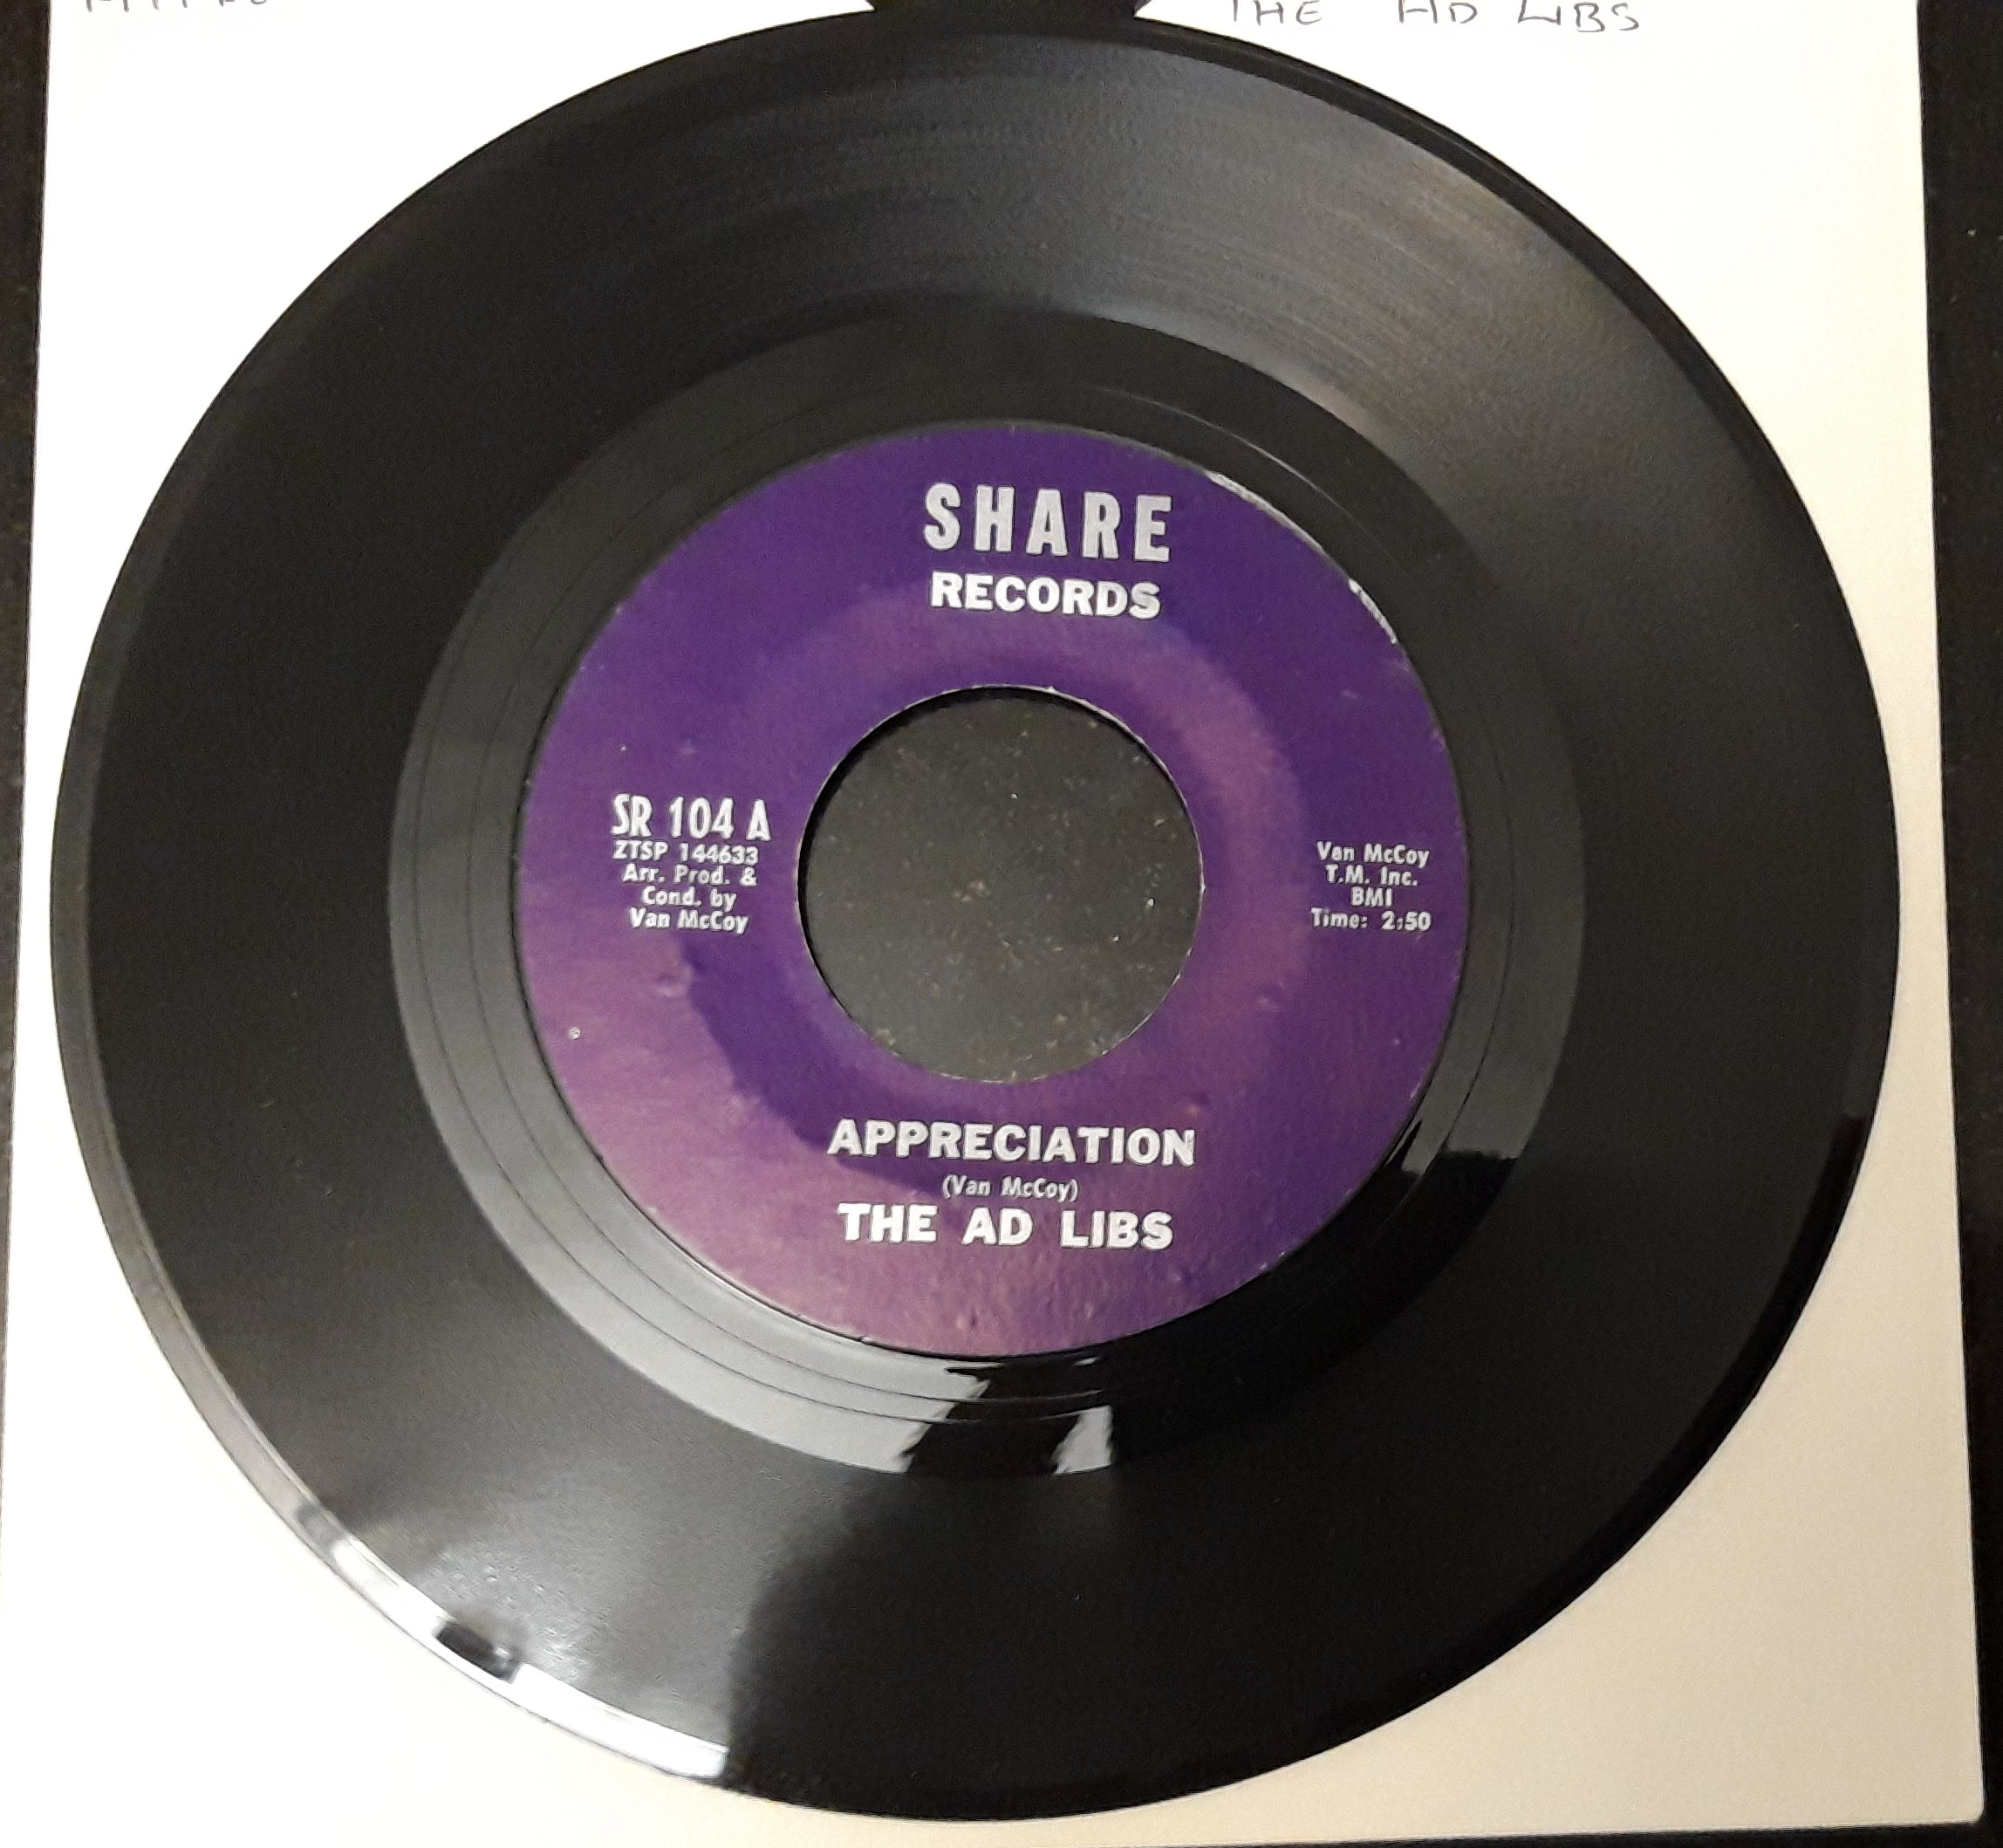 THE AD LIBS
SHARE
RECORDS
SR 104 A
ZTSP 144633
Arr. Prod. &
Cond. by
Van McCoy
Van McCoy
T.M. Inc.
BMI
Time: 2:50
APPRECIATION
(Van McCoy)
THE AD LIBS